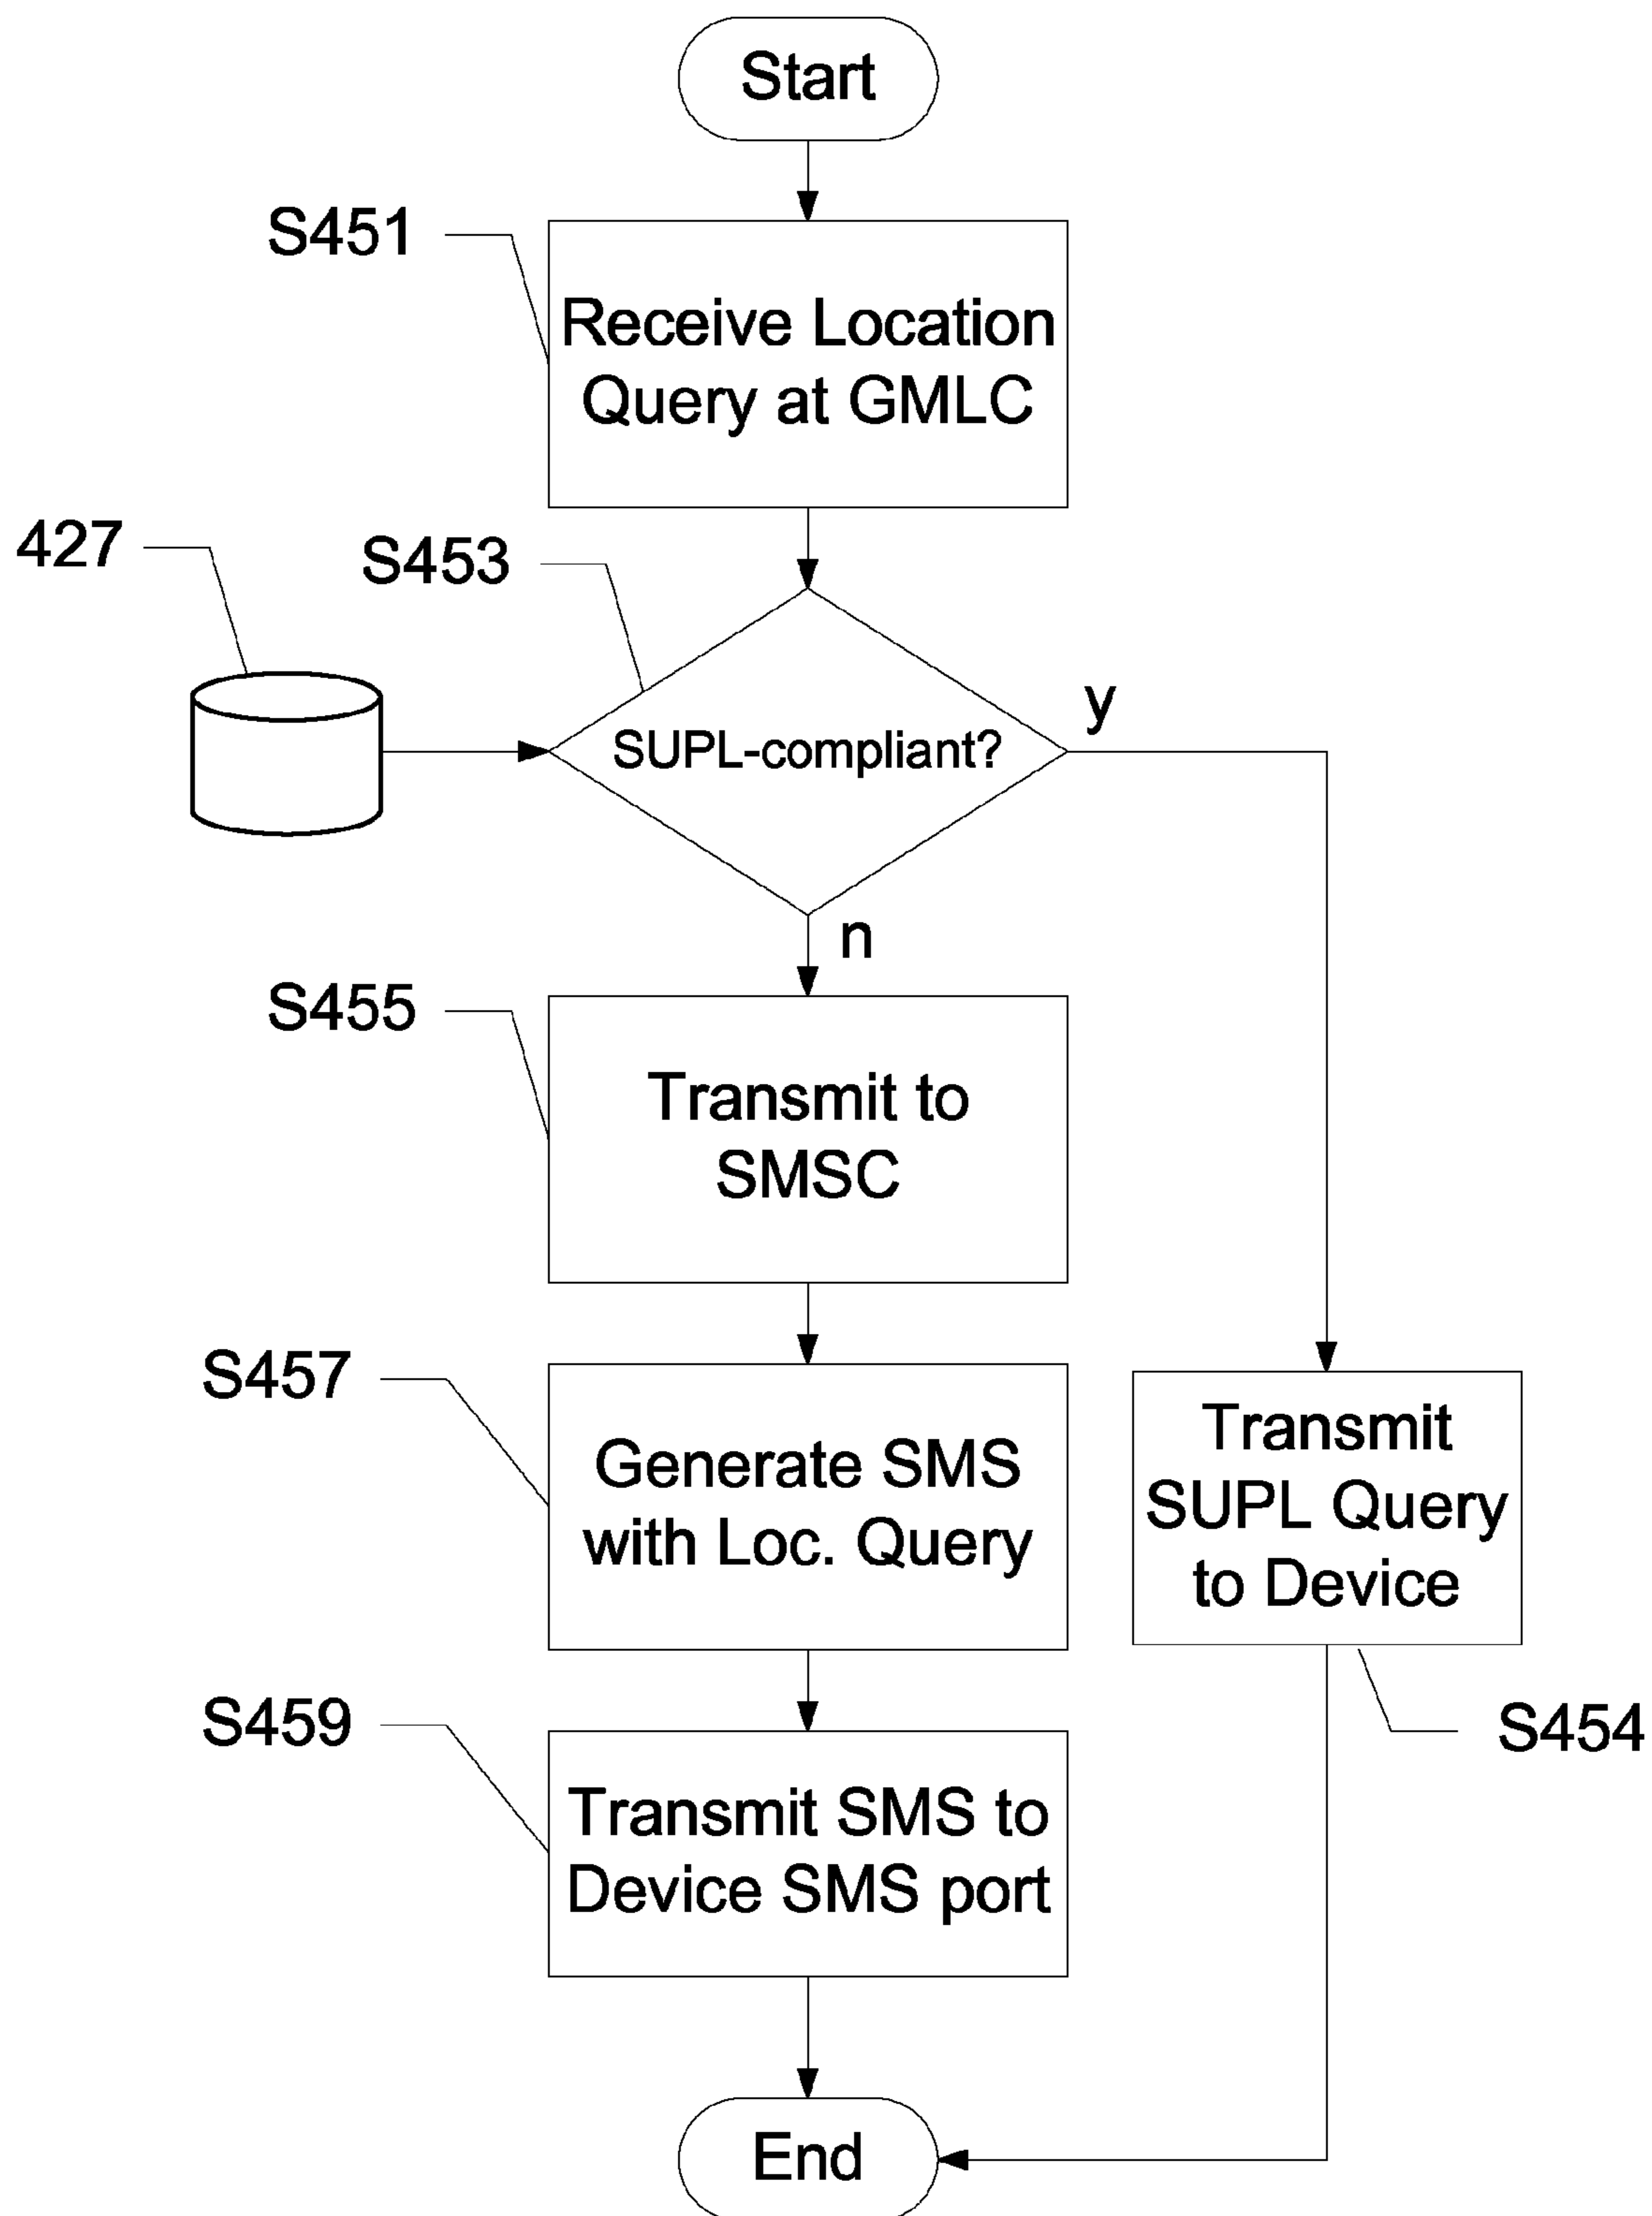 Start
S451
Receive Location
Query at GMLC
427
S453
SUPL-compliant?
y
n
S455
Transmit to
SMSC
S457
Generate SMS
with Loc. Query
Transmit
SUPL Query
to Device
S459
S454
Transmit SMS to
Device SMS port
End